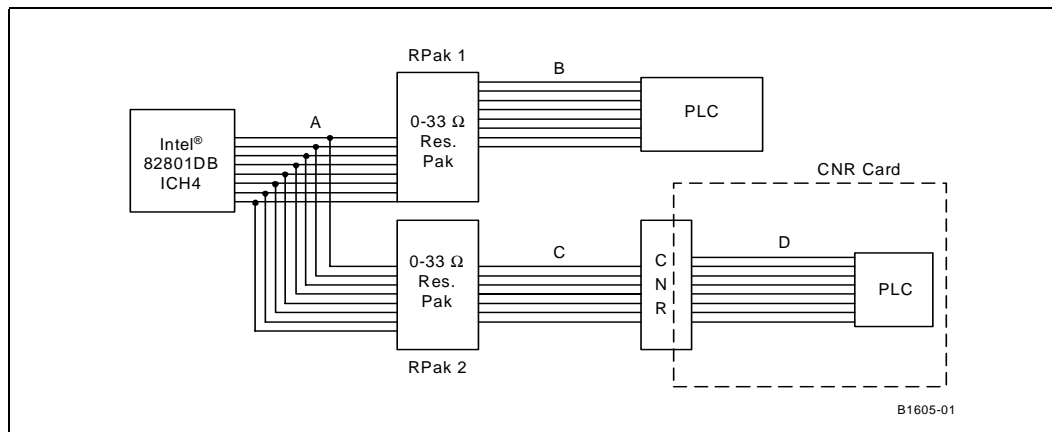 RPak 1
B
A
Intel®
82801DB
ICH4
0-33 Ω
Res.
Pak
PLC
CNR Card
0-33 Ω
Res.
Pak
C
C
N
R
D
PLC
RPak 2
B1605-01